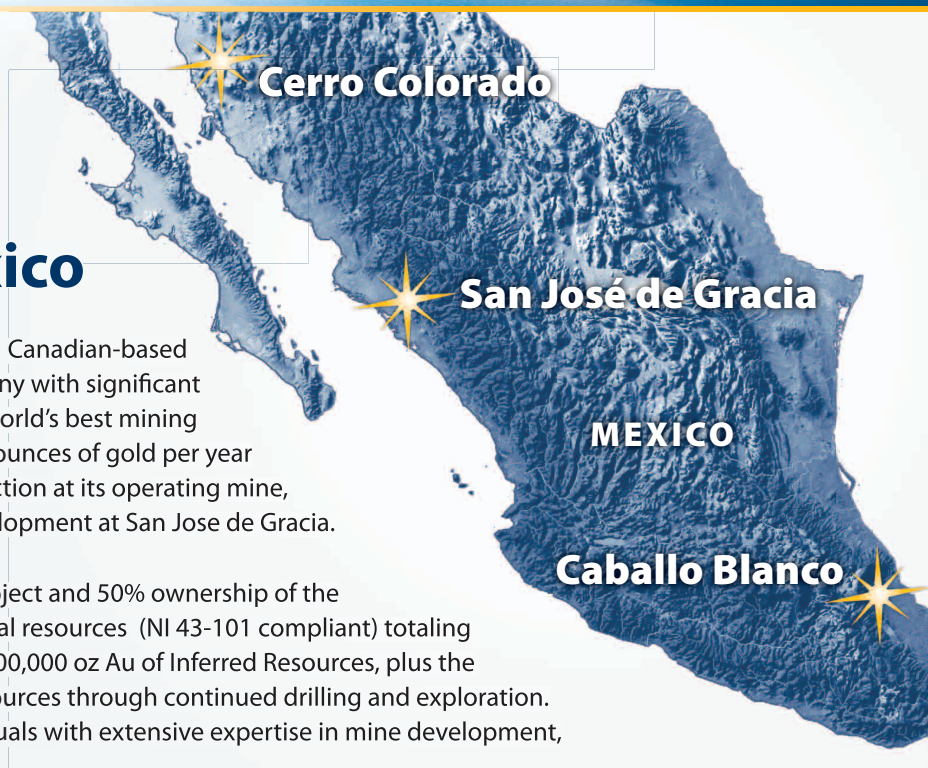 Cerro Colorado
ico
San José de Gracia
Canadian-based
ny with significant
orld’s best mining
MEXICO
ounces of gold per year
ction at its operating mine,
lopment at San Jose de Gracia.
Caballo Blanco
ject and 50% ownership of the
al resources (NI 43-101 compliant) totaling
00,000 oz Au of Inferred Resources, plus the
ources through continued drilling and exploration.
uals with extensive expertise in mine development,